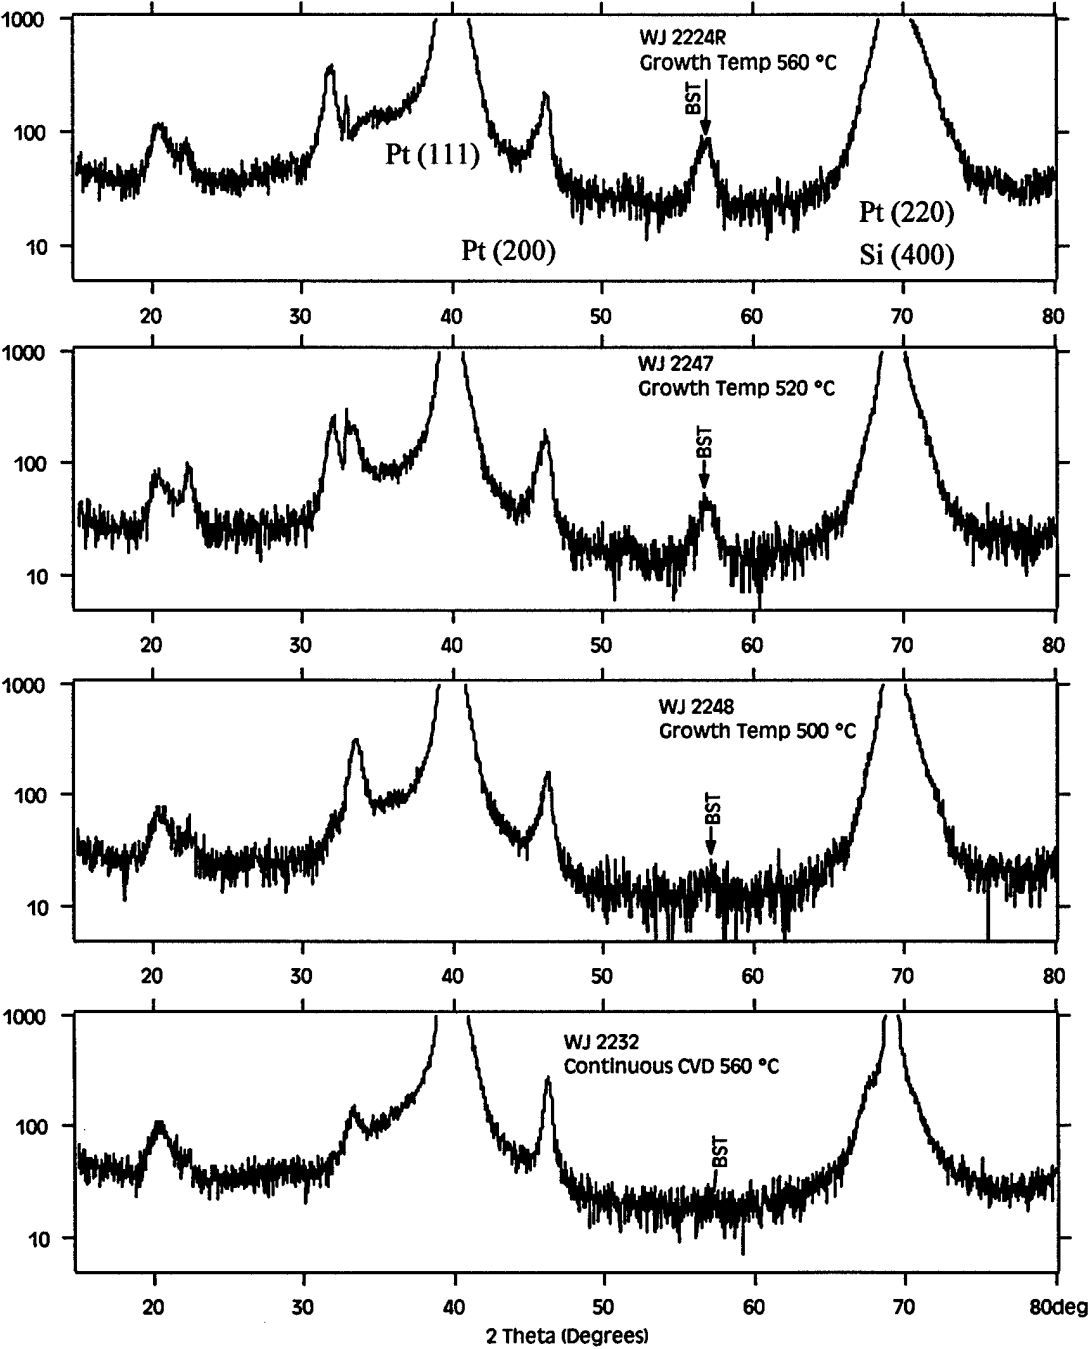 1000
WJ 2224R
Growth Temp 560 °C
BST
100
Pt (111)
Pt (220)
10
Pt (200)
Si (400)
20 30 40 50 60 70 80
1000
WJ 2247
Growth Temp 520 °C
BST
100
10
20 30 40 50 60 70 80
1000
WJ 2248
Growth Temp 500 °C
BST
100
10
20 30 40 50 60 70 80
1000
WJ 2232
Continuous CVD 560 °C
100
BST
10
20 30 40 50 60 70 80deg
2 Theta (Degrees)